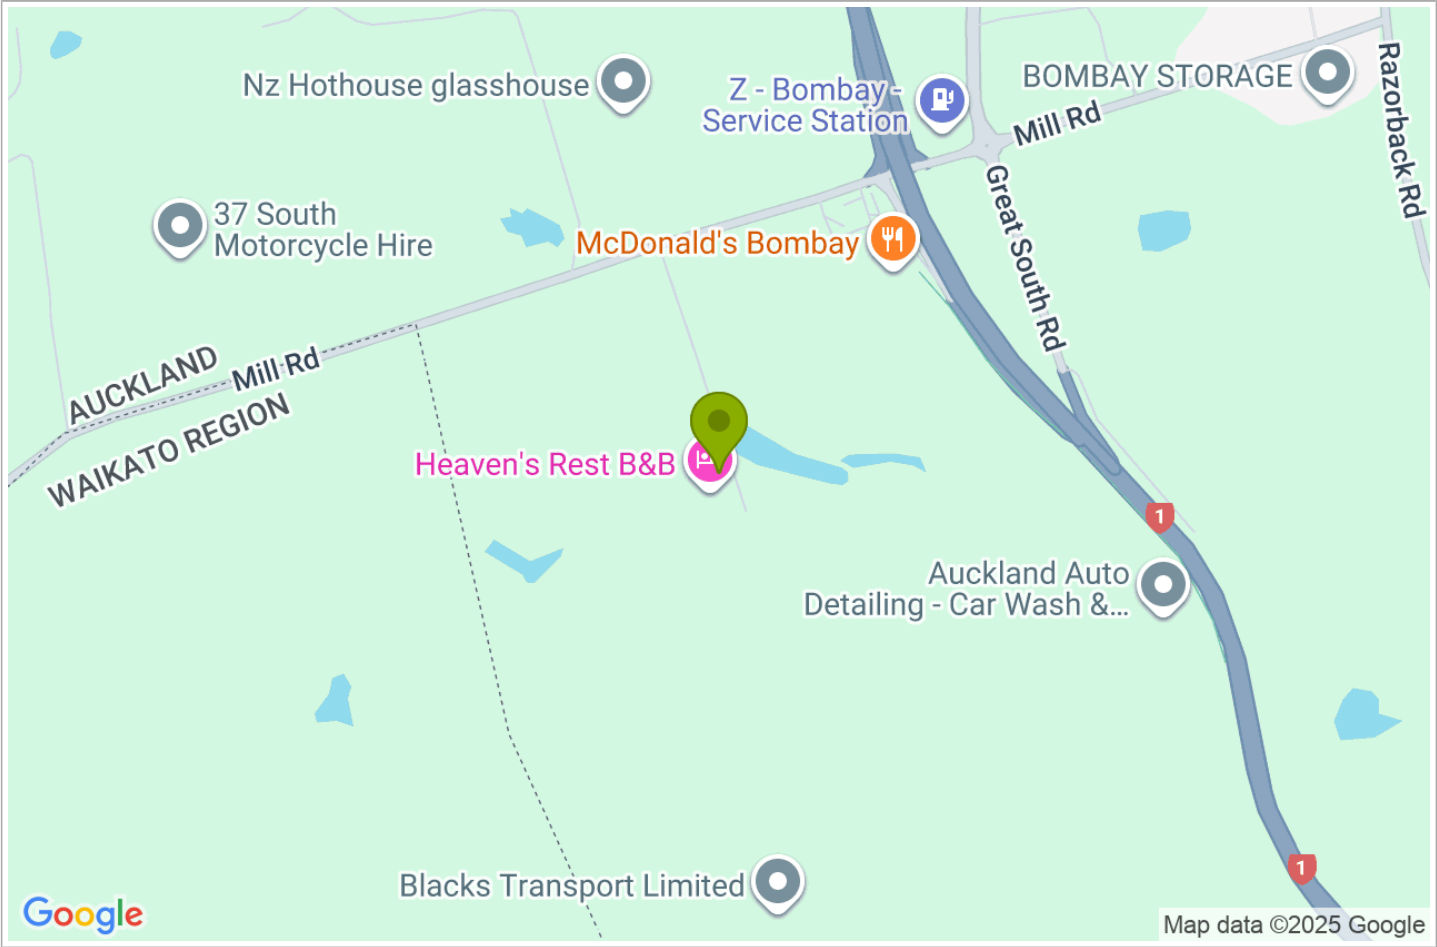 Nz Hothouse glasshouse
Z - Bombay -
Service Station
BOMBAY STORAGE
Mill Rd
Razorback Rd
37 South
Motorcycle Hire
McDonald's Bombay
Great South Rd
AUCKLAND
Mill Rd
WAIKATO REGION
Heaven's Rest B&B
1
Auckland Auto
Detailing - Car Wash &...
1
Blacks Transport Limited
Google
Map data ©2025 Google